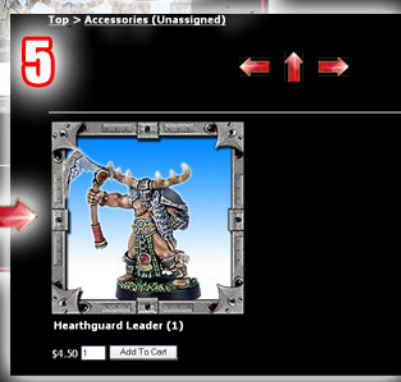 Top > Accessories (Unassigned)
5
Hearthguard Leader (1)
$4.50 1 Add To Cart